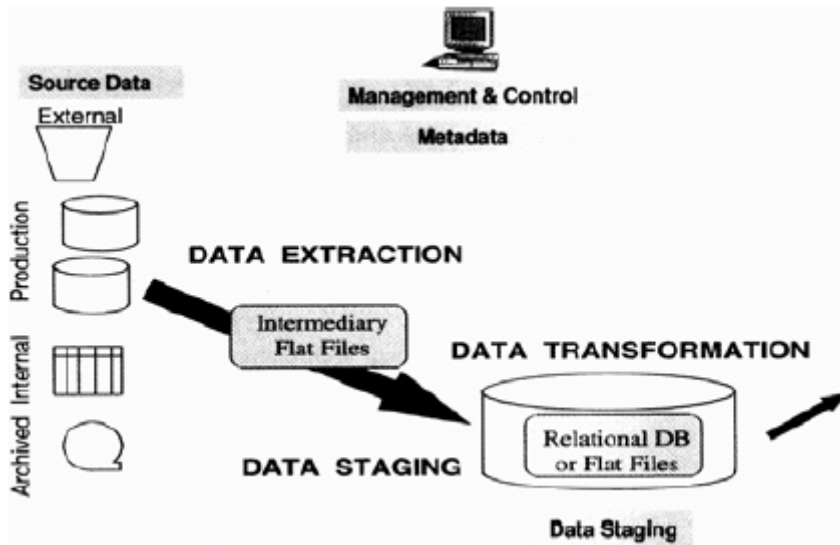 Source Data
External
Production
Internal
Archived
Management & Control
Metadata
DATA EXTRACTION
Intermediary
Flat Files
DATA TRANSFORMATION
DATA STAGING
Relational DB
or Flat Files
Data Staging